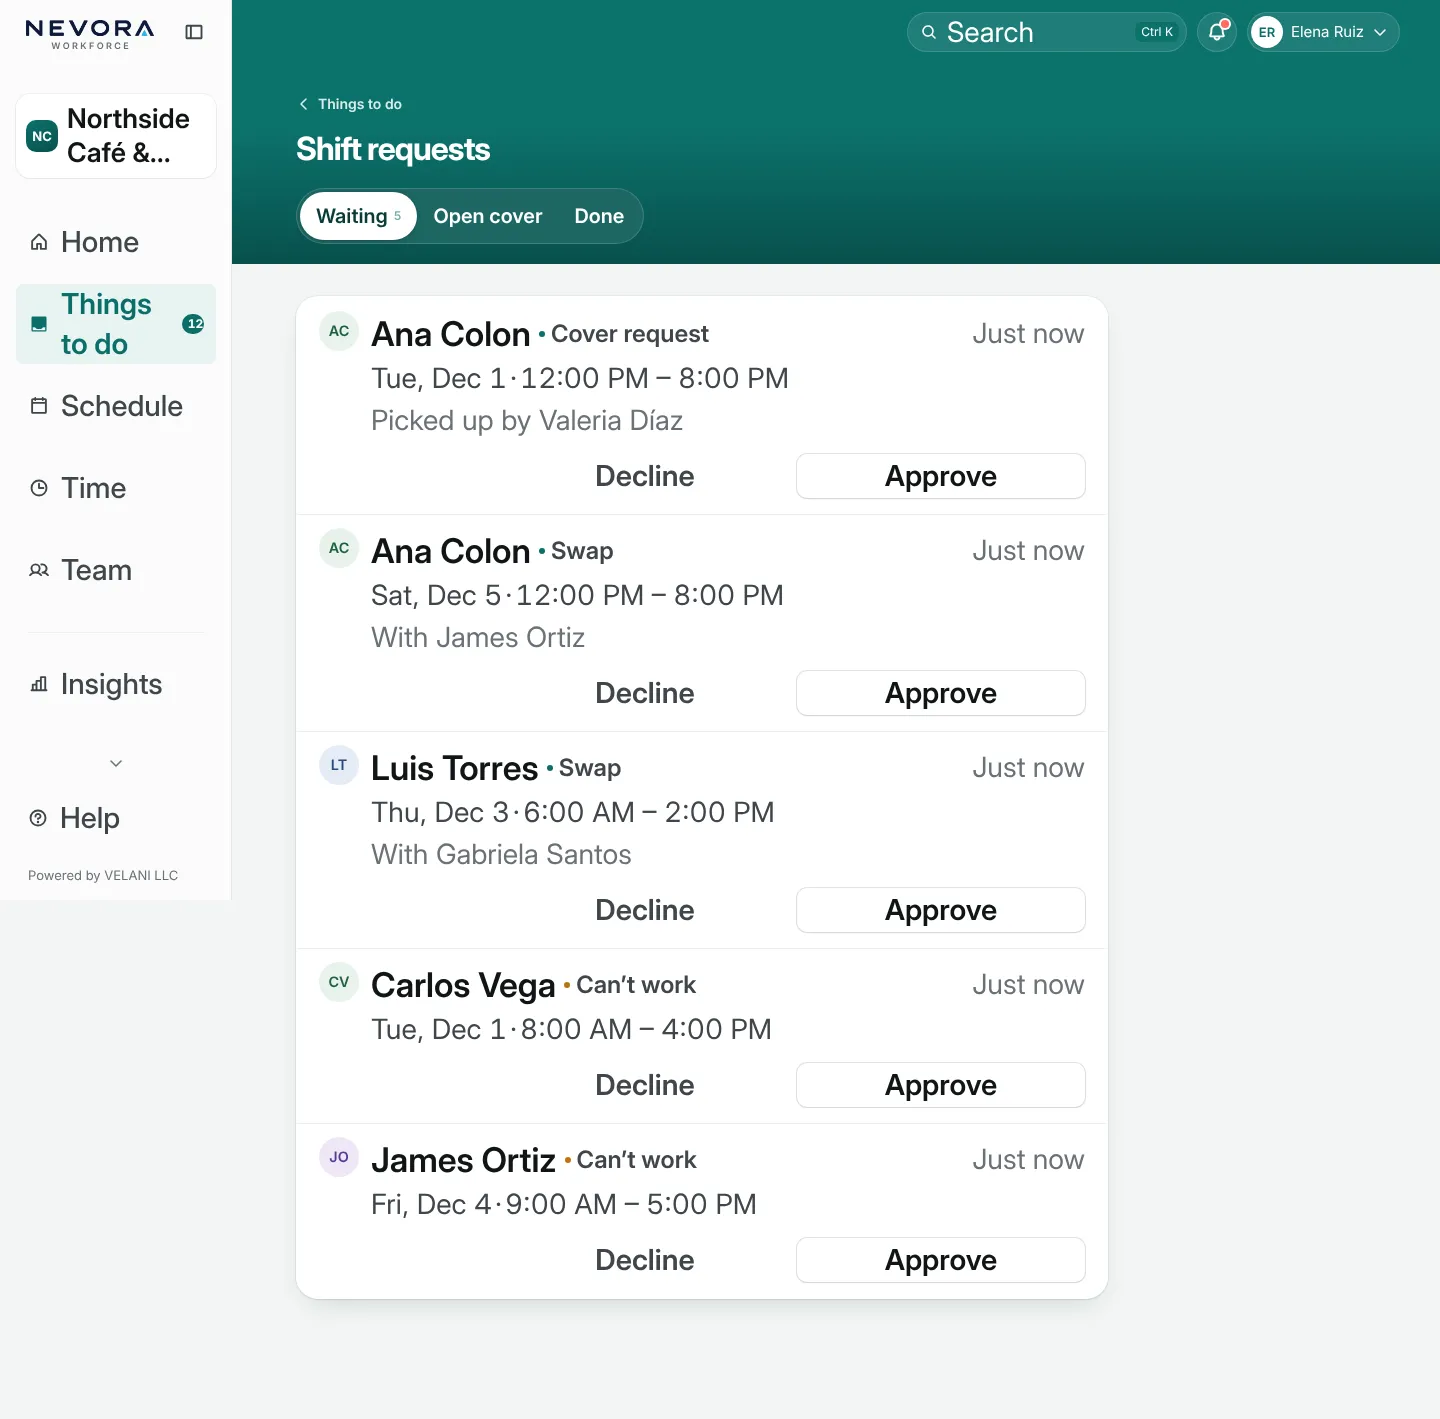 NEVORA
WORKFORCE
NC
Northside
Café &...
Home
Things
to do
12
Schedule
Time
Team
Insights
Help
Powered by VELANI LLC
Search
Ctrl K
ER
Elena Ruiz
Things to do
Shift requests
Waiting 5
Open cover
Done
AC
Ana Colon • Cover request
Just now
Tue, Dec 1 · 12:00 PM – 8:00 PM
Picked up by Valeria Díaz
Decline
Approve
AC
Ana Colon • Swap
Just now
Sat, Dec 5 · 12:00 PM – 8:00 PM
With James Ortiz
Decline
Approve
LT
Luis Torres • Swap
Just now
Thu, Dec 3 · 6:00 AM – 2:00 PM
With Gabriela Santos
Decline
Approve
CV
Carlos Vega • Can’t work
Just now
Tue, Dec 1 · 8:00 AM – 4:00 PM
Decline
Approve
JO
James Ortiz • Can’t work
Just now
Fri, Dec 4 · 9:00 AM – 5:00 PM
Decline
Approve